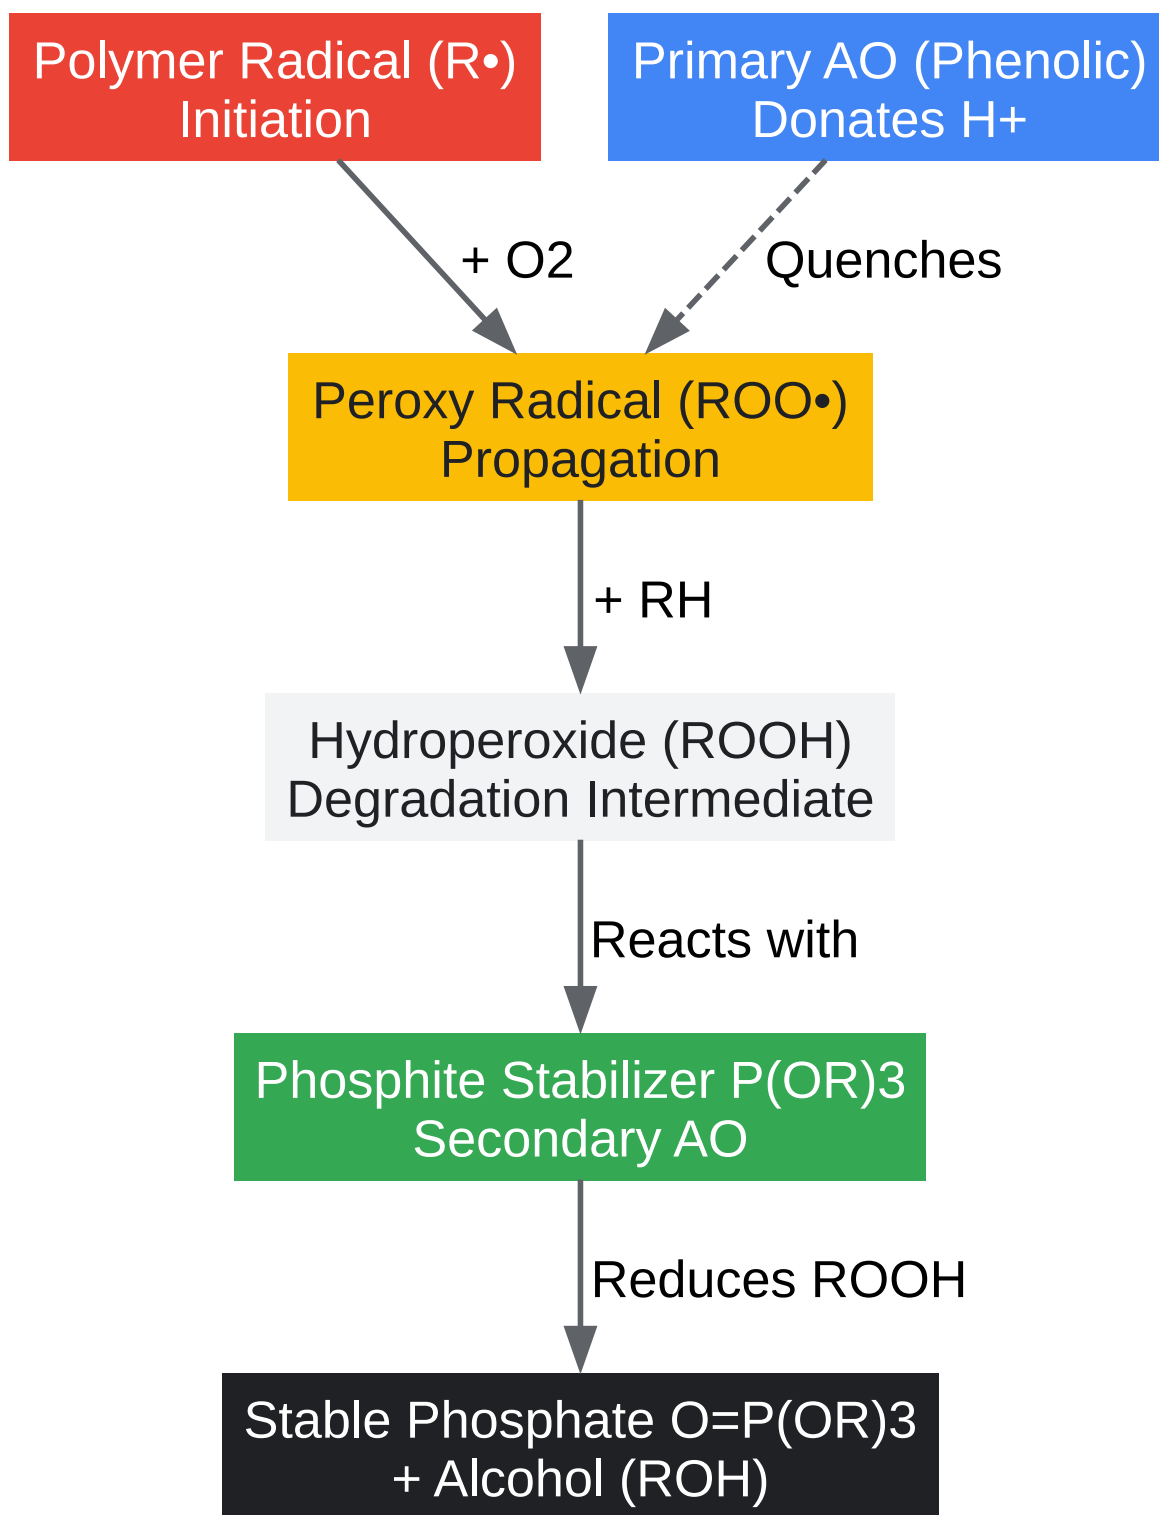 Polymer Radical (R•)
Initiation
Primary AO (Phenolic)
Donates H+
+ O2
Quenches
Peroxy Radical (ROO•)
Propagation
+ RH
Hydroperoxide (ROOH)
Degradation Intermediate
Reacts with
Phosphite Stabilizer P(OR)3
Secondary AO
Reduces ROOH
Stable Phosphate O=P(OR)3
+ Alcohol (ROH)